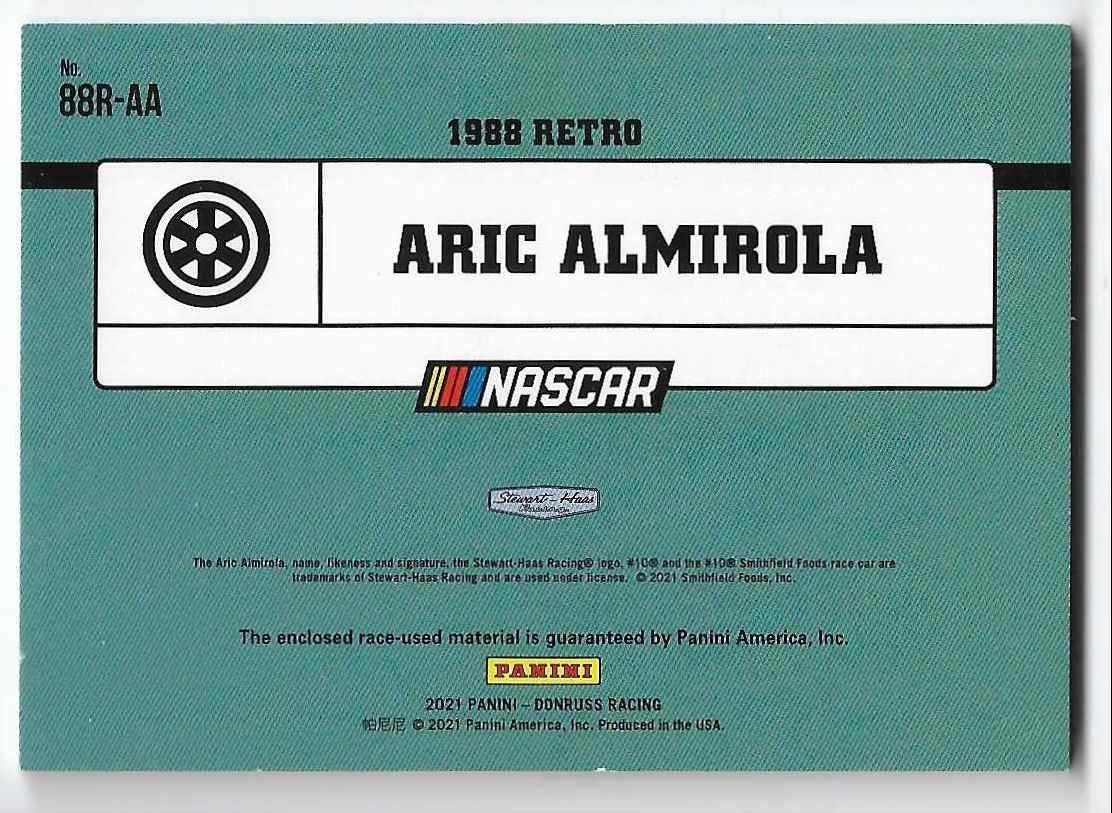 No.
88R-AA
1988 RETRO
ARIC ALMIROLA
NASCAR
Stewart-Haas
The Aric Almirola, name, likeness and signature, the Stewart-Haas Racing® logo, #10® and the #10® Smithfield Foods race car are
trademarks of Stewart-Haas Racing and are used under license. © 2021 Smithfield Foods, Inc.
The enclosed race-used material is guaranteed by Panini America, Inc.
PANINI
2021 PANINI – DONRUSS RACING
帕尼尼 © 2021 Panini America, Inc. Produced in the USA.